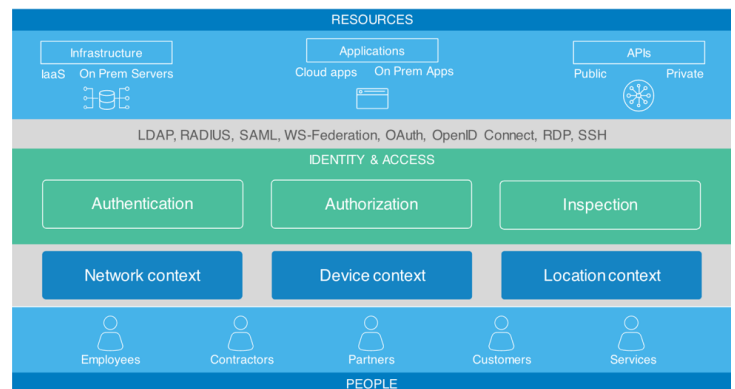 RESOURCES
Infrastructure
Applications
APIs
IaaS On Prem Servers
Cloud apps On Prem Apps
Public Private
LDAP, RADIUS, SAML, WS-Federation, OAuth, OpenID Connect, RDP, SSH
IDENTITY & ACCESS
Authentication
Authorization
Inspection
Network context
Device context
Location context
Employees
Contractors
Partners
Customers
Services
PEOPLE